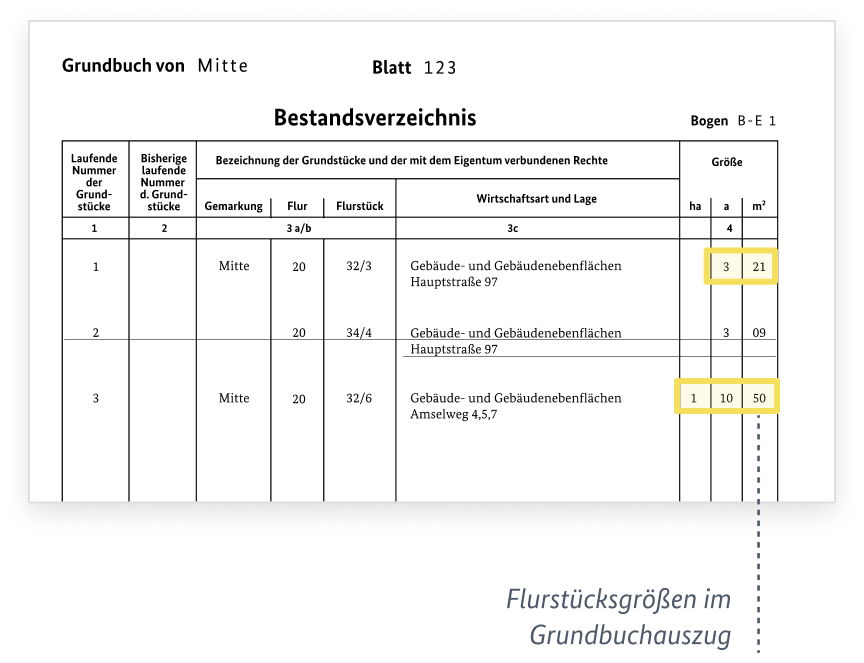 Grundbuch von Mitte Blatt 123
Bestandsverzeichnis Bogen B-E 1
Laufende Nummer der Grund-stücke Bisherige laufende Nummer d. Grund-stücke Bezeichnung der Grundstücke und der mit dem Eigentum verbundenen Rechte Größe
Gemarkung Flur Flurstück Wirtschaftsart und Lage ha a m²
1 2 3 a/b 3c 4
1 Mitte 20 32/3 Gebäude- und Gebäudenebenflächen 3 21
Hauptstraße 97
2 20 34/4 Gebäude- und Gebäudenebenflächen 3 09
Hauptstraße 97
3 Mitte 20 32/6 Gebäude- und Gebäudenebenflächen 1 10 50
Amselweg 4,5,7
Flurstücksgrößen im
Grundbuchauszug